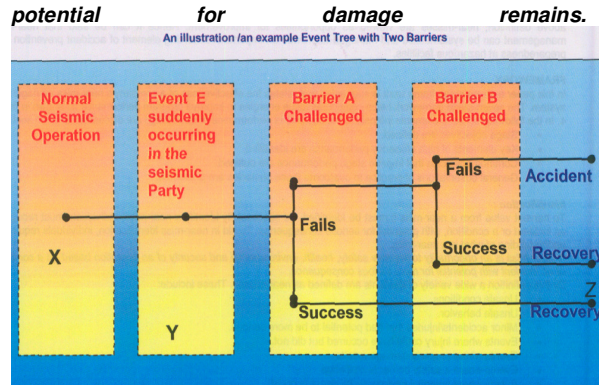 potential for damage remains.
An illustration /an example Event Tree with Two Barriers
Normal
Seismic
Operation
Event E
suddenly
occurring
in the
seismic
Party
Barrier A
Challenged
Barrier B
Challenged
Fails
Accident
Fails
Success
Recovery
X
Z
Success
Recovery
Y